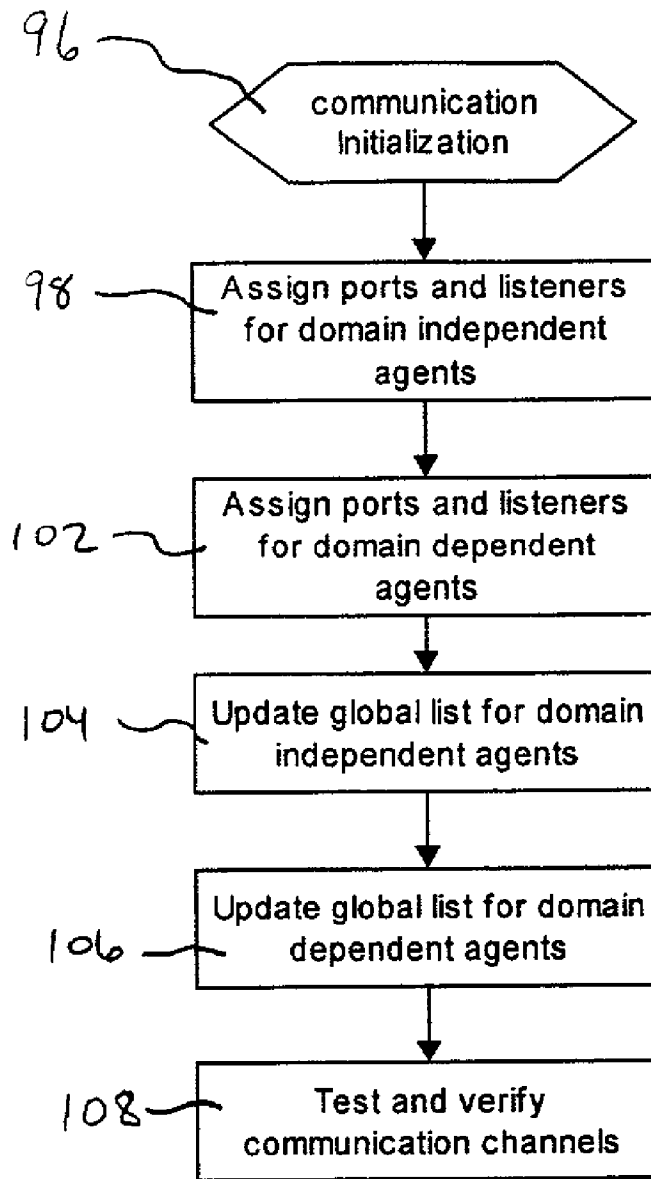 96
communication
Initialization
98
Assign ports and listeners
for domain independent
agents
102
Assign ports and listeners
for domain dependent
agents
104
Update global list for domain
independent agents
106
Update global list for domain
dependent agents
108
Test and verify
communication channels